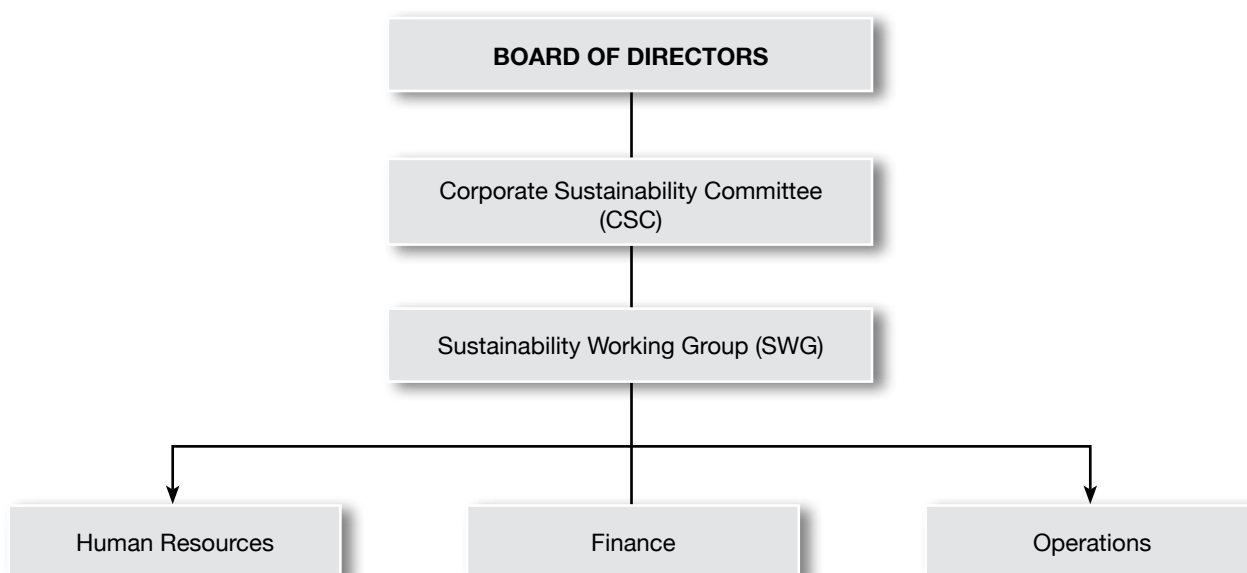 BOARD OF DIRECTORS
Corporate Sustainability Committee
(CSC)
Sustainability Working Group (SWG)
Human Resources
Finance
Operations